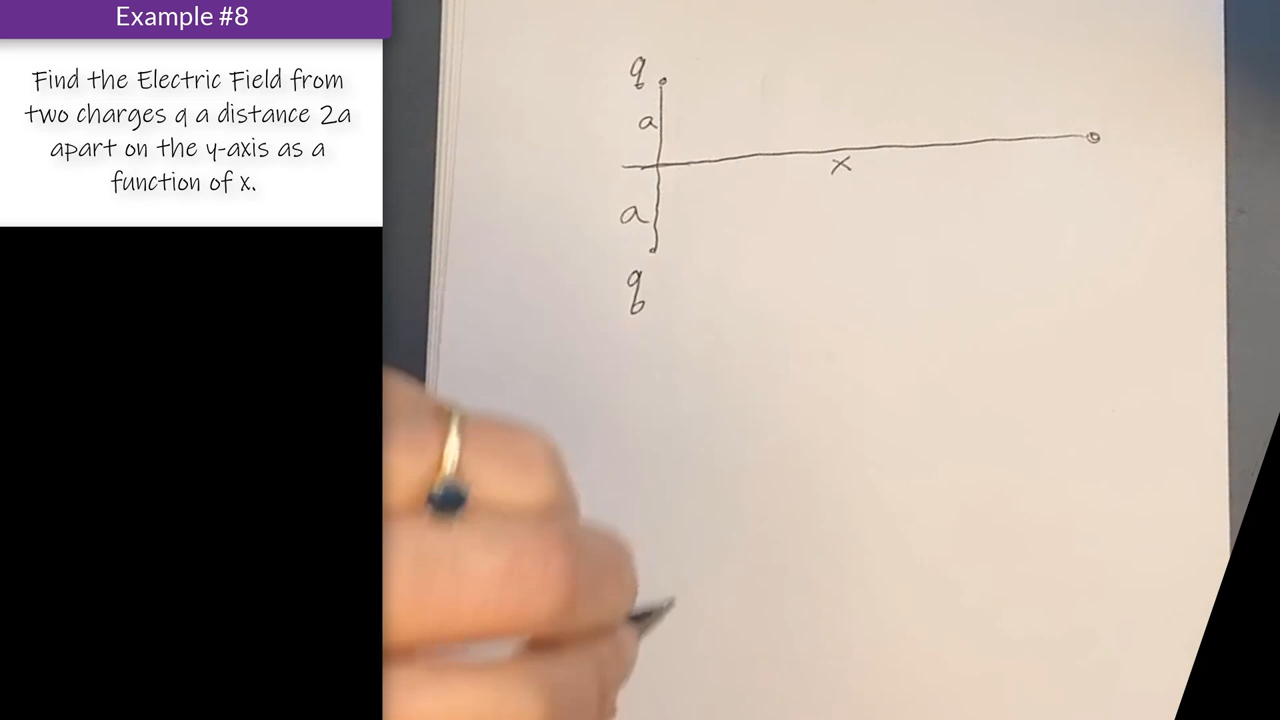 Example #8
Find the Electric Field from
two charges q a distance 2a
apart on the y-axis as a
function of x.
q
a
x
a
q